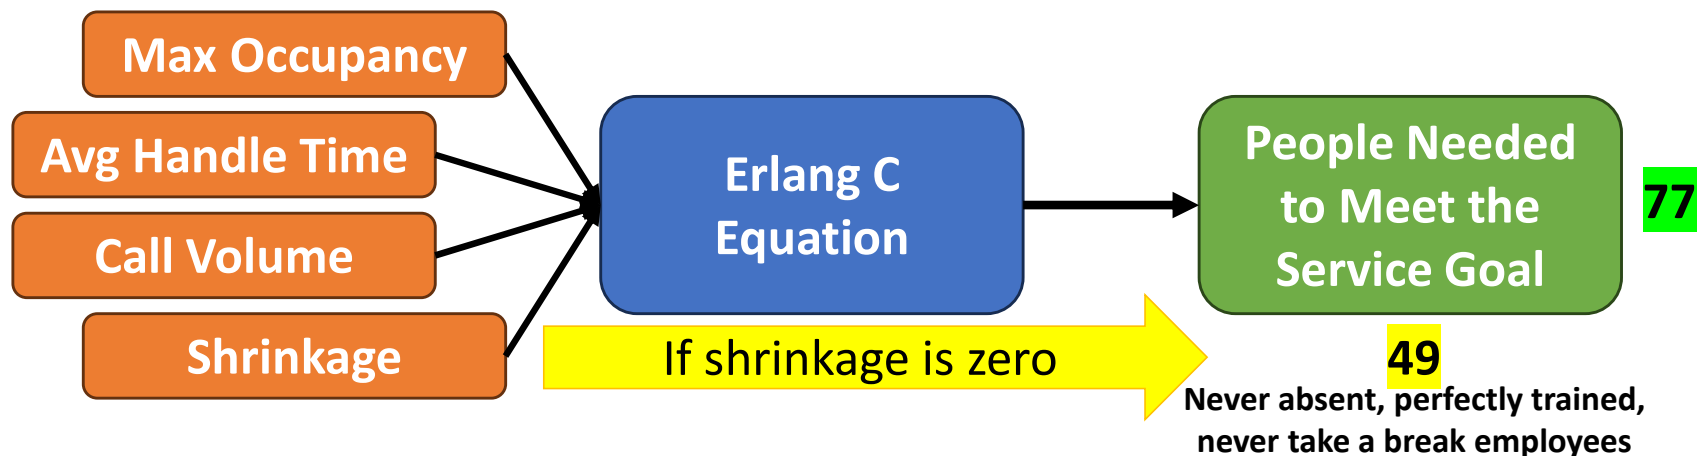 Max Occupancy
Avg Handle Time
Call Volume
Shrinkage
Erlang C
Equation
People Needed
to Meet the
Service Goal
77
If shrinkage is zero
49
Never absent, perfectly trained,
never take a break employees